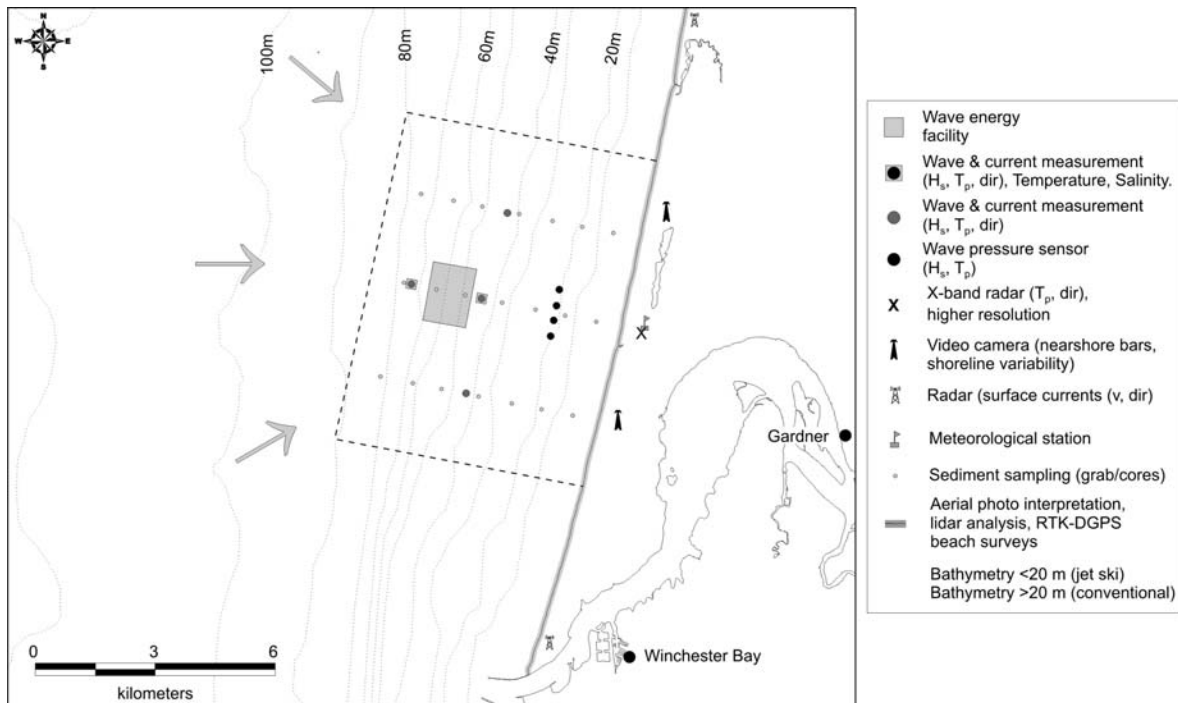 N
W E
S
100m
80m
60m
40m
20m
Gardner
Winchester Bay
0 3 6
kilometers
Wave energy
facility
Wave & current measurement
(Hs, Tp, dir), Temperature, Salinity.
Wave & current measurement
(Hs, Tp, dir)
Wave pressure sensor
(Hs, Tp)
X
X-band radar (Tp, dir),
higher resolution
Video camera (nearshore bars,
shoreline variability)
Radar (surface currents (v, dir)
Meteorological station
Sediment sampling (grab/cores)
Aerial photo interpretation,
lidar analysis, RTK-DGPS
beach surveys
Bathymetry <20 m (jet ski)
Bathymetry >20 m (conventional)